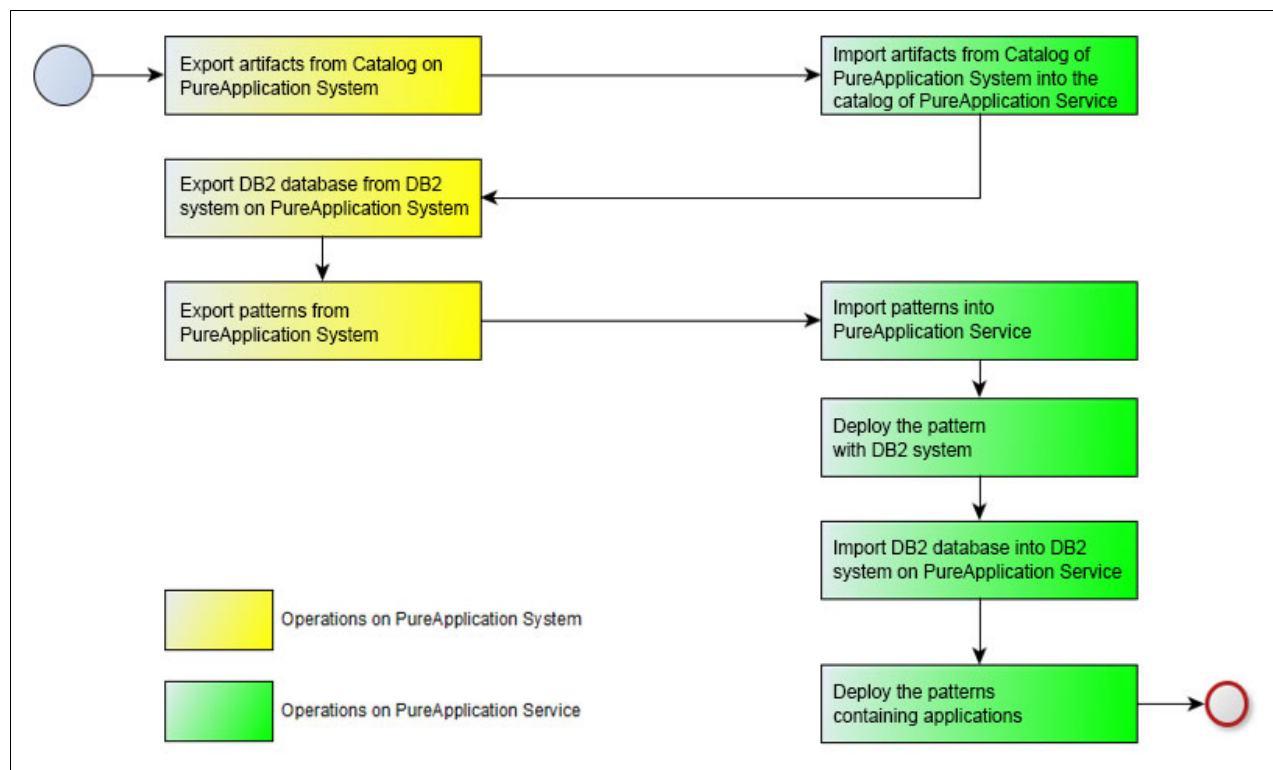 Export artifacts from Catalog on
PureApplication System
Import artifacts from Catalog of
PureApplication System into the
catalog of PureApplication Service
Export DB2 database from DB2
system on PureApplication System
Export patterns from
PureApplication System
Import patterns into
PureApplication Service
Deploy the pattern
with DB2 system
Import DB2 database into DB2
system on PureApplication Service
Deploy the patterns
containing applications
Operations on PureApplication System
Operations on PureApplication Service